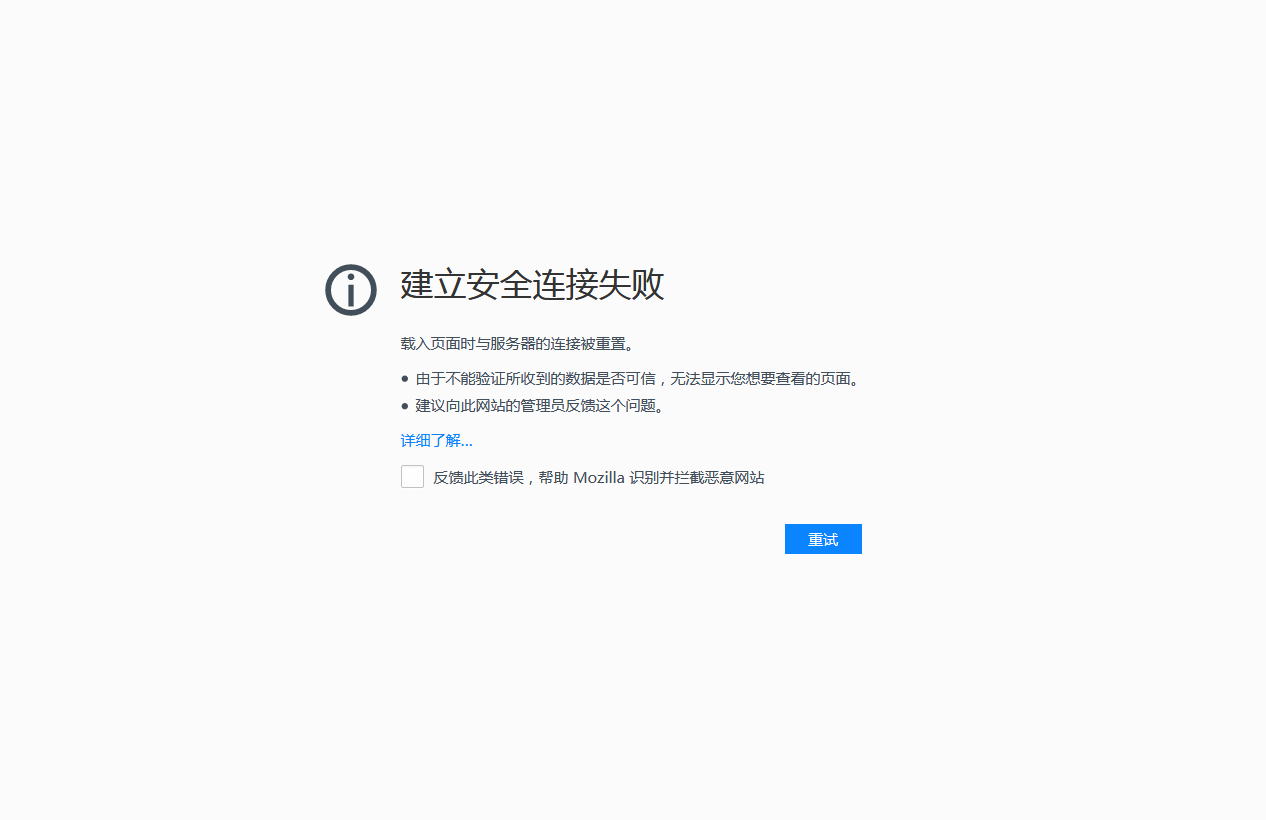 建立安全连接失败
载入页面时与服务器的连接被重置。
● 由于不能验证所收到的数据是否可信，无法显示您想要查看的页面。
● 建议向此网站的管理员反馈这个问题。
详细了解...
反馈此类错误，帮助 Mozilla 识别并拦截恶意网站
重试